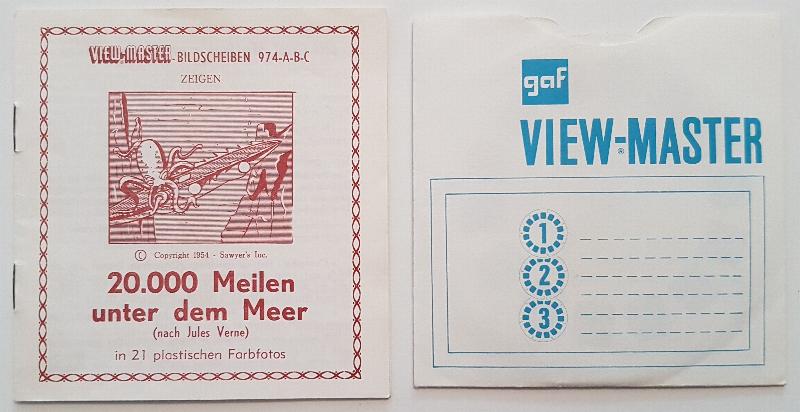 VIEW-MASTER-BILDSCHEIBEN 974-A-B-C
ZEIGEN
© Copyright 1954 - Sawyer's Inc.
20.000 Meilen
unter dem Meer
(nach Jules Verne)
in 21 plastischen Farbfotos
gaf
VIEW-MASTER®
1
2
3